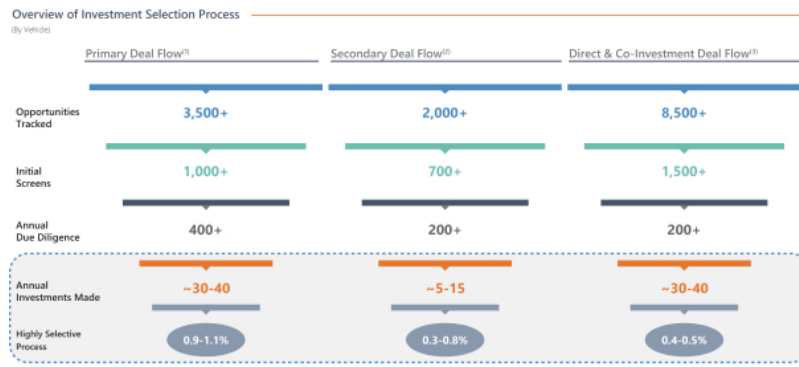 Overview of Investment Selection Process
(By Vehicle)
Primary Deal Flow(1)
Secondary Deal Flow(2)
Direct & Co-Investment Deal Flow(3)
Opportunities
Tracked
3,500+
2,000+
8,500+
Initial
Screens
1,000+
700+
1,500+
Annual
Due Diligence
400+
200+
200+
Annual
Investments Made
~30-40
~5-15
~30-40
Highly Selective
Process
0.9-1.1%
0.3-0.8%
0.4-0.5%